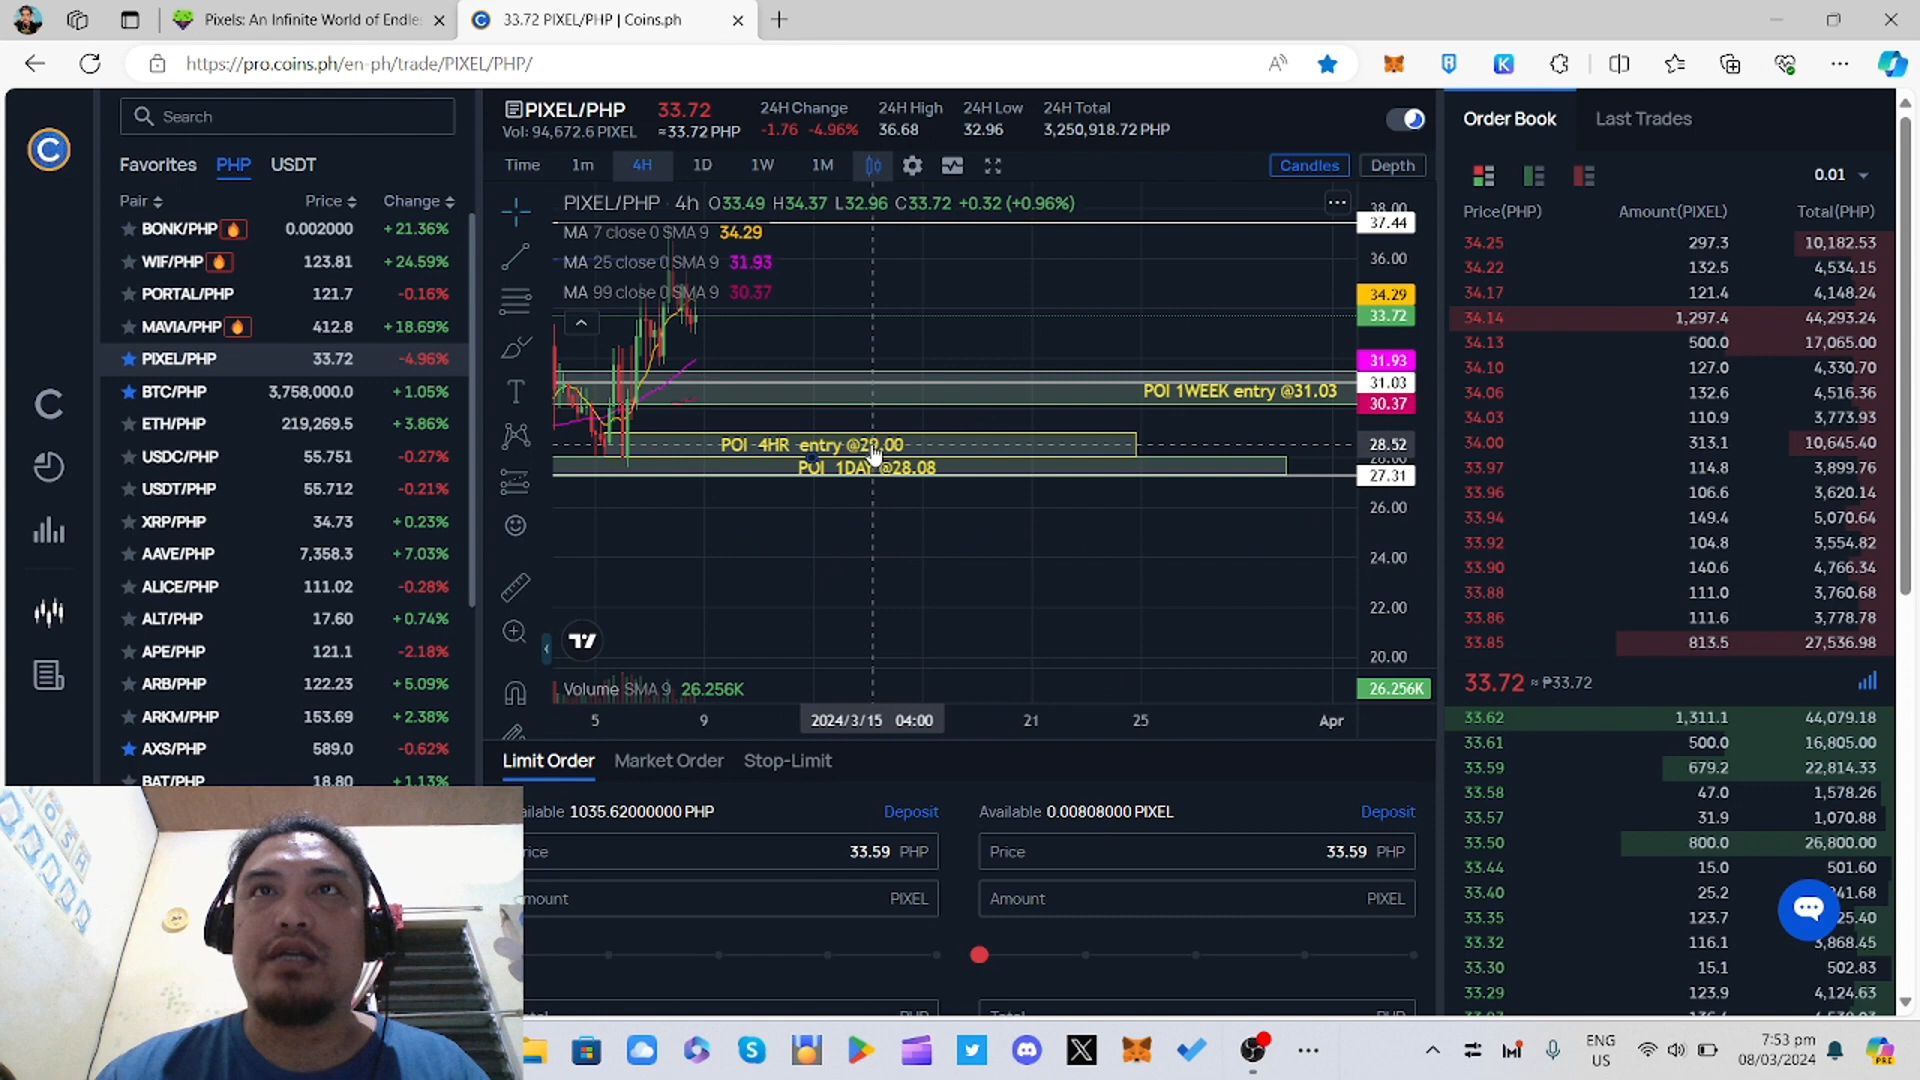 Pixels: An Infinite World of Endle
33.72 PIXEL/PHP | Coins.ph
https://pro.coins.ph/en-ph/trade/PIXEL/PHP/
Search
Favorites PHP USDT
Pair Price Change
BONK/PHP 0.002000 +21.36%
WIF/PHP 123.81 +24.59%
PORTAL/PHP 121.7 -0.16%
MAVIA/PHP 412.8 +18.69%
PIXEL/PHP 33.72 -4.96%
BTC/PHP 3,758,000.0 +1.05%
ETH/PHP 219,269.5 +3.86%
USDC/PHP 55.751 -0.27%
USDT/PHP 55.712 -0.21%
XRP/PHP 34.73 +0.23%
AAVE/PHP 7,358.3 +7.03%
ALICE/PHP 111.02 -0.28%
ALT/PHP 17.60 +0.74%
APE/PHP 121.1 -2.18%
ARB/PHP 122.23 +5.09%
ARKM/PHP 153.69 +2.38%
AXS/PHP 589.0 -0.62%
BAT/PHP 18.80 +1.13%
PIXEL/PHP 33.72 24H Change 24H High 24H Low 24H Total
Vol: 94,672.6 PIXEL ≈33.72 PHP -1.76 -4.96% 36.68 32.96 3,250,918.72 PHP
Time 1m 4H 1D 1W 1M Candles Depth
PIXEL/PHP · 4h O33.49 H34.37 L32.96 C33.72 +0.32 (+0.96%)
MA 7 close 0 SMA 9 34.29
MA 25 close 0 SMA 9 31.93
MA 99 close 0 SMA 9 30.37
38.00
37.44
36.00
34.29
33.72
31.93
31.03
30.37
28.52
27.31
26.00
24.00
22.00
20.00
POI 1WEEK entry @31.03
POI 4HR entry @29.00
POI 1DAY @28.08
Volume SMA 9 26.256K
26.256K
5 9 2024/3/15 04:00 21 25 Apr
Limit Order Market Order Stop-Limit
ailable 1035.62000000 PHP Deposit
Available 0.00808000 PIXEL Deposit
rice 33.59 PHP
Price 33.59 PHP
mount PIXEL
Amount PIXEL
Order Book Last Trades
0.01
Price(PHP) Amount(PIXEL) Total(PHP)
34.25 297.3 10,182.53
34.22 132.5 4,534.15
34.17 121.4 4,148.24
34.14 1,297.4 44,293.24
34.13 500.0 17,065.00
34.10 127.0 4,330.70
34.06 132.6 4,516.36
34.03 110.9 3,773.93
34.00 313.1 10,645.40
33.97 114.8 3,899.76
33.96 106.6 3,620.14
33.94 149.4 5,070.64
33.92 104.8 3,554.82
33.90 140.6 4,766.34
33.88 111.0 3,760.68
33.86 111.6 3,778.78
33.85 813.5 27,536.98
33.72 ≈ ₱33.72
33.62 1,311.1 44,079.18
33.61 500.0 16,805.00
33.59 679.2 22,814.33
33.58 47.0 1,578.26
33.57 31.9 1,070.88
33.50 800.0 26,800.00
33.44 15.0 501.60
33.40 25.2 41.68
33.35 123.7 25.40
33.32 116.1 3,868.45
33.30 15.1 502.83
33.29 123.9 4,124.63
ENG
US
7:53 pm
08/03/2024